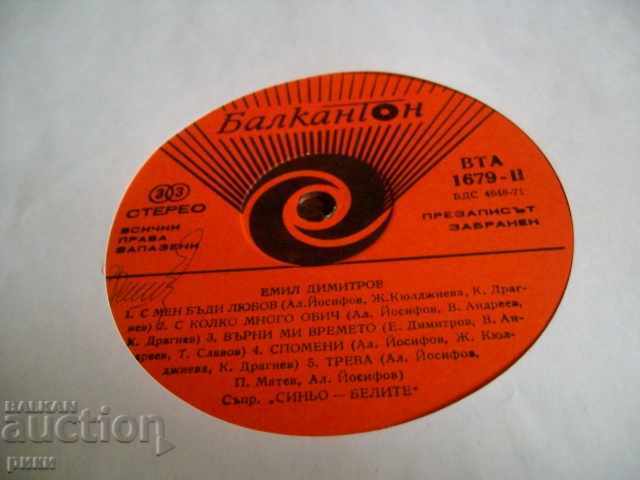 Балкантон
33
СТЕРЕО
ВСИЧКИ
ПРАВА
ЗАПАЗЕНИ
ВТА
1679-II
БДС 4648-71
ПРЕЗАПИСЪТ
ЗАБРАНЕН
ЕМИЛ ДИМИТРОВ
1. С МЕН БЪДИ ЛЮБОВ (Ал. Йосифов, Ж. Кюлджиева, К. Драг-
нев) 2. С КОЛКО МНОГО ОБИЧ (Ал. Йосифов, В. Андреев,
К. Драгнев) 3. ВЪРНИ МИ ВРЕМЕТО (Е. Димитров, В. Ан-
реев, Т. Славов) 4. СПОМЕНИ (Ал. Йосифов, Ж. Кюл-
джиева, К. Драгнев) 5. ТРЕВА (Ал. Йосифов,
П. Матев, Ал. Йосифов)
Съпр. „СИНЬО — БЕЛИТЕ"
BALKAN
auction
рики